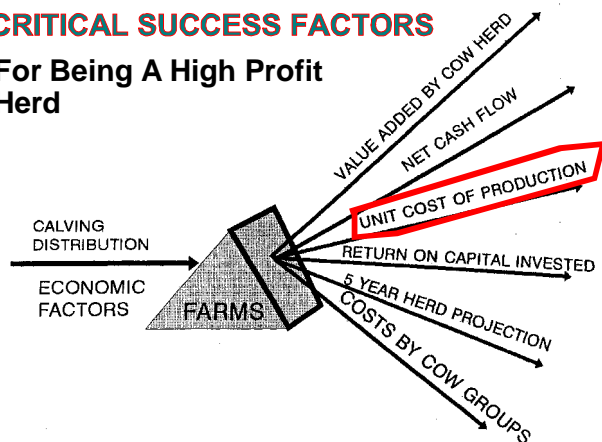 CRITICAL SUCCESS FACTORS
For Being A High Profit
Herd
VALUE ADDED BY COW HERD
NET CASH FLOW
UNIT COST OF PRODUCTION
CALVING
DISTRIBUTION
RETURN ON CAPITAL INVESTED
ECONOMIC
FACTORS
FARMS
5 YEAR HERD PROJECTION
COSTS BY COW GROUPS